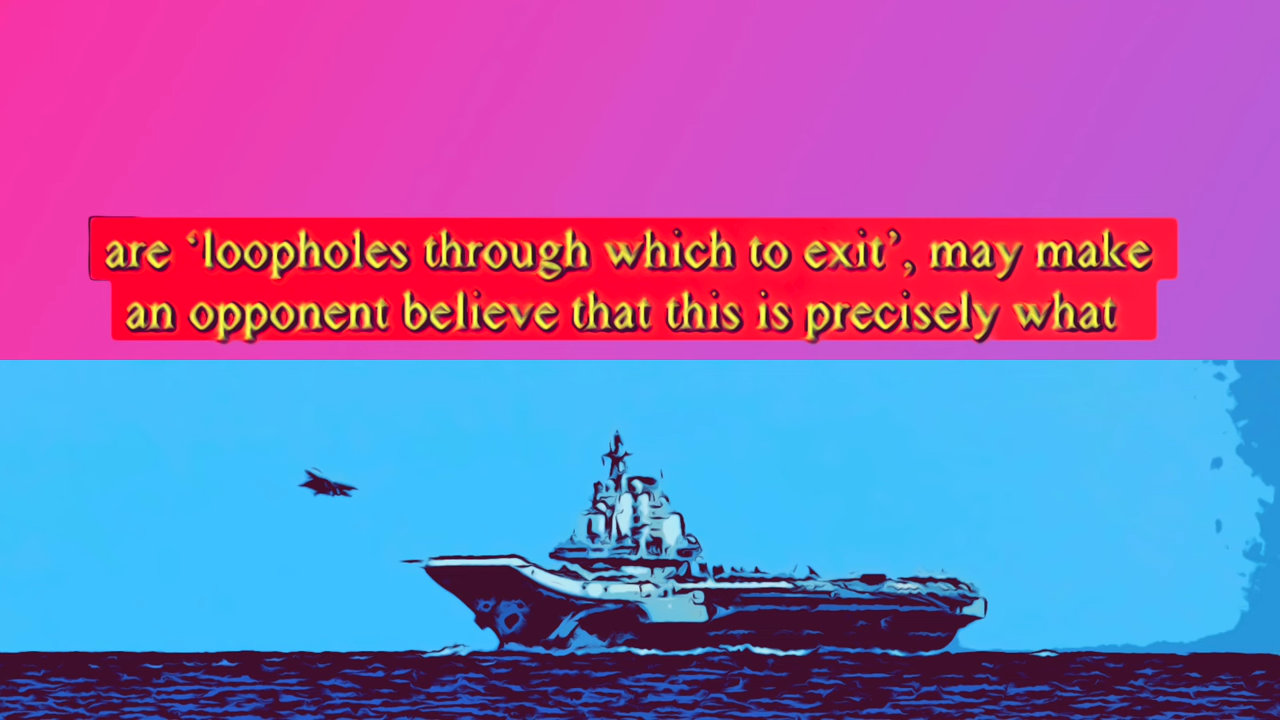 are ‘loopholes through which to exit’, may make
an opponent believe that this is precisely what